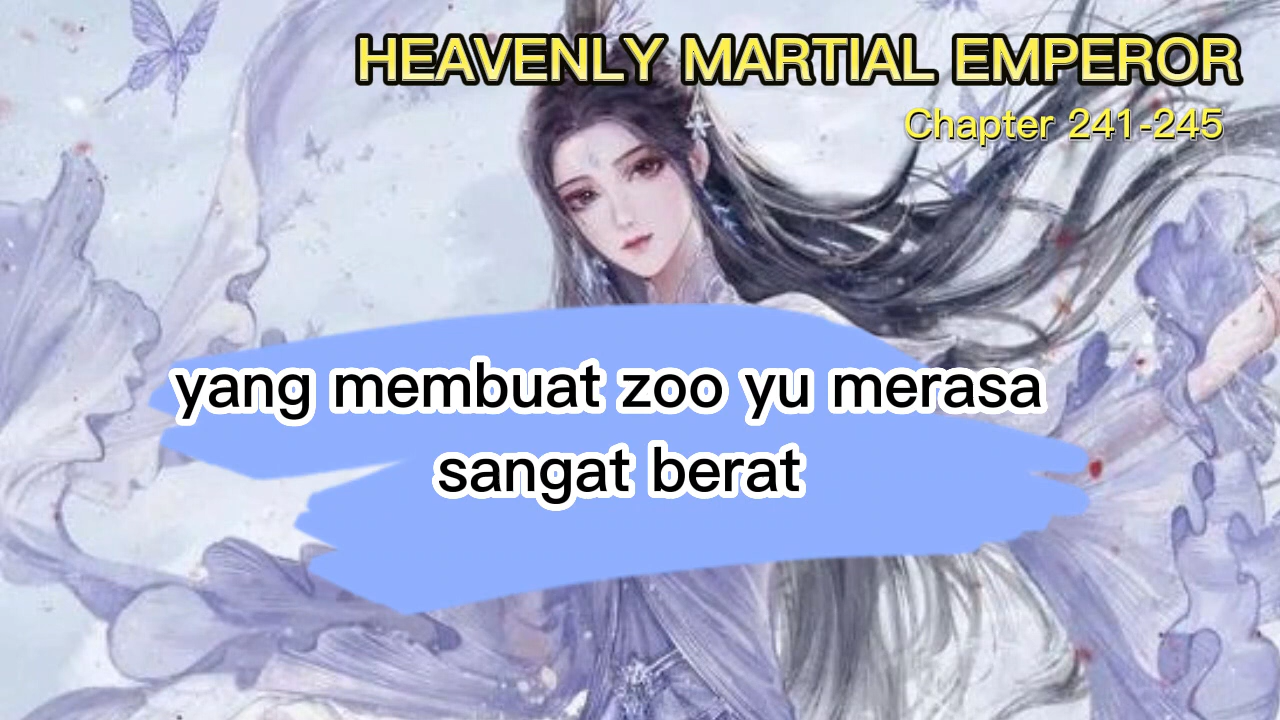 HEAVENLY MARTIAL EMPEROR
Chapter 241-245
yang membuat zoo yu merasa
sangat berat